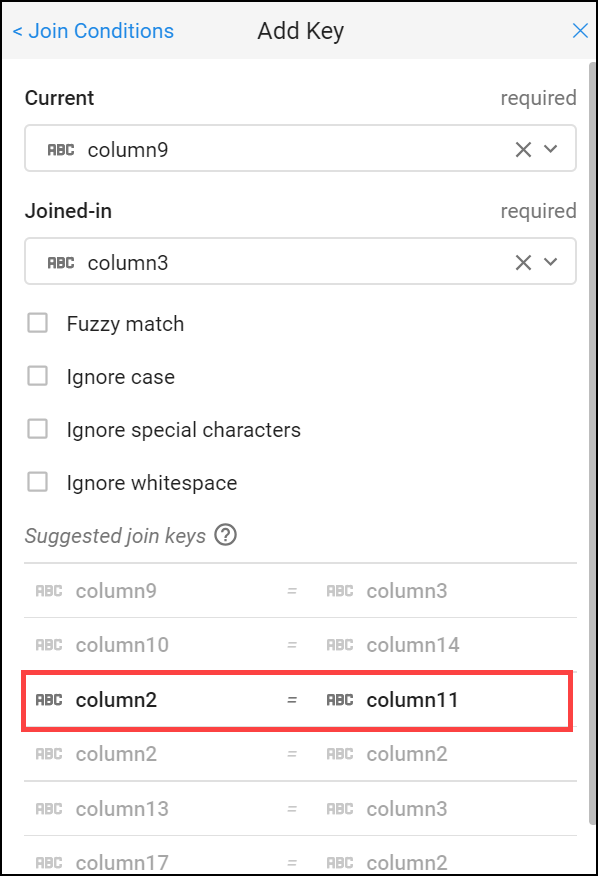 < Join Conditions Add Key
Current required
ABC column9
Joined-in required
ABC column3
Fuzzy match
Ignore case
Ignore special characters
Ignore whitespace
Suggested join keys ?
ABC column9 = ABC column3
ABC column10 = ABC column14
ABC column2 = ABC column11
ABC column2 = ABC column2
ABC column13 = ABC column3
ABC column17 = ABC column2